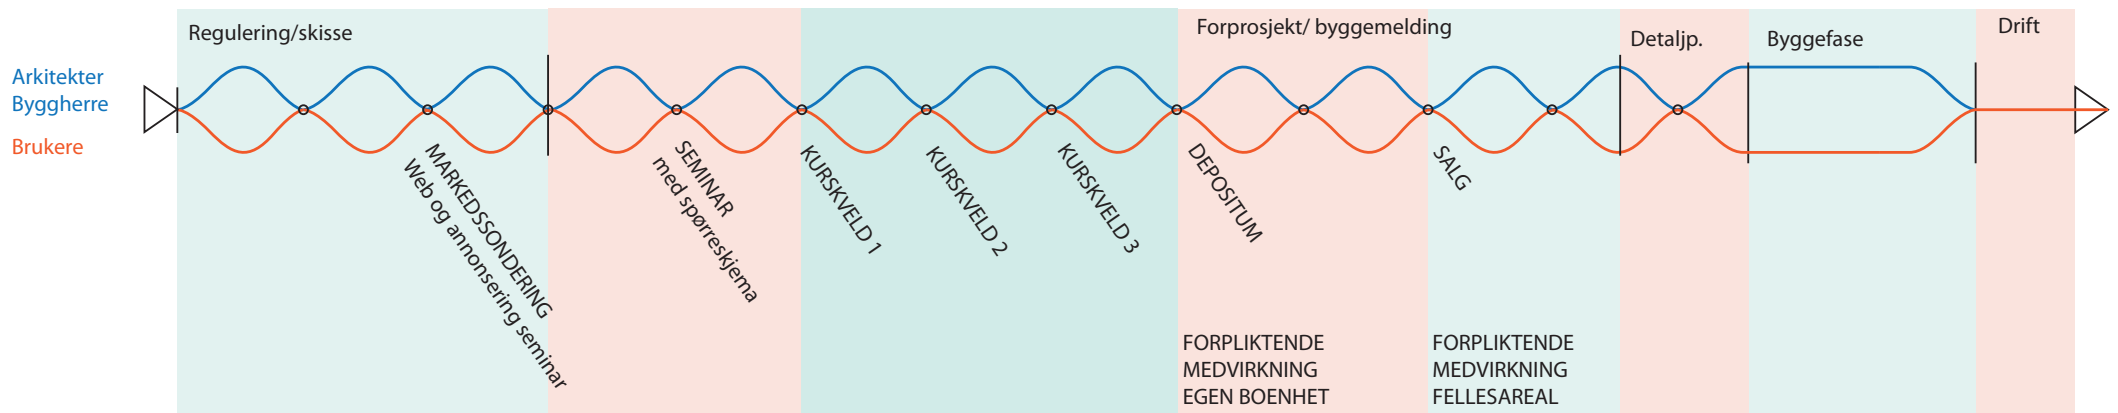 Regulering/skisse
Forprosjekt/ byggemelding
Detaljp.
Byggefase
Drift
Arkitekter
Byggherre
Brukere
MARKEDSSONDERING
Web og annonsering seminar
SEMINAR
med spørreskjema
KURSKVELD 1
KURSKVELD 2
KURSKVELD 3
DEPOSITUM
SALG
FORPLIKTENDE
MEDVIRKNING
EGEN BOENHET
FORPLIKTENDE
MEDVIRKNING
FELLESAREAL